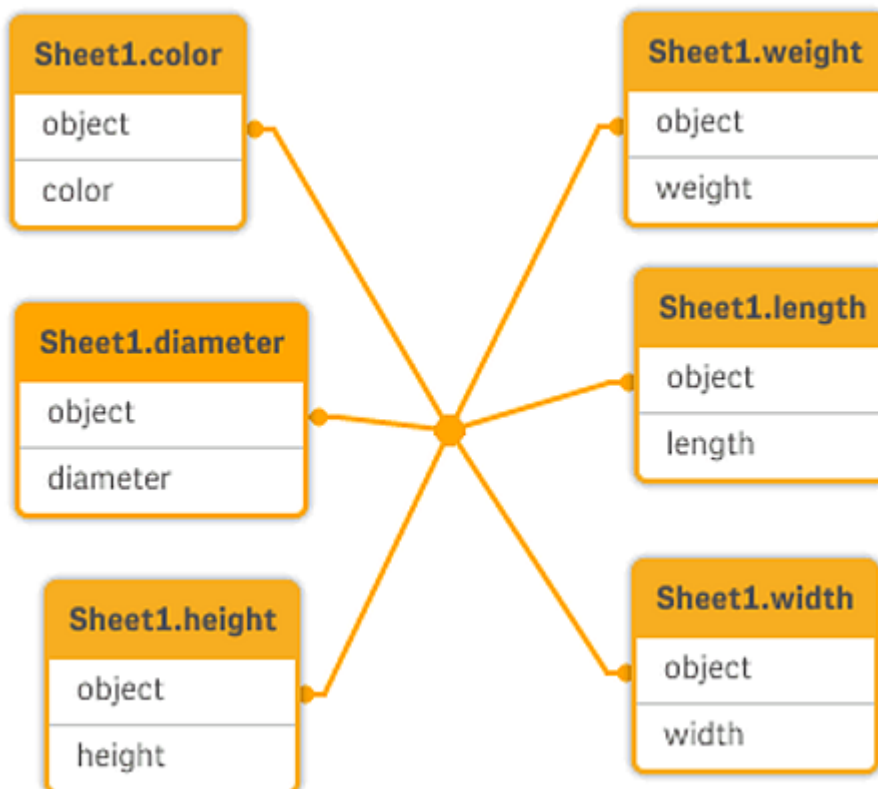 Sheet1.color
object
color
Sheet1.weight
object
weight
Sheet1.diameter
object
diameter
Sheet1.length
object
length
Sheet1.height
object
height
Sheet1.width
object
width